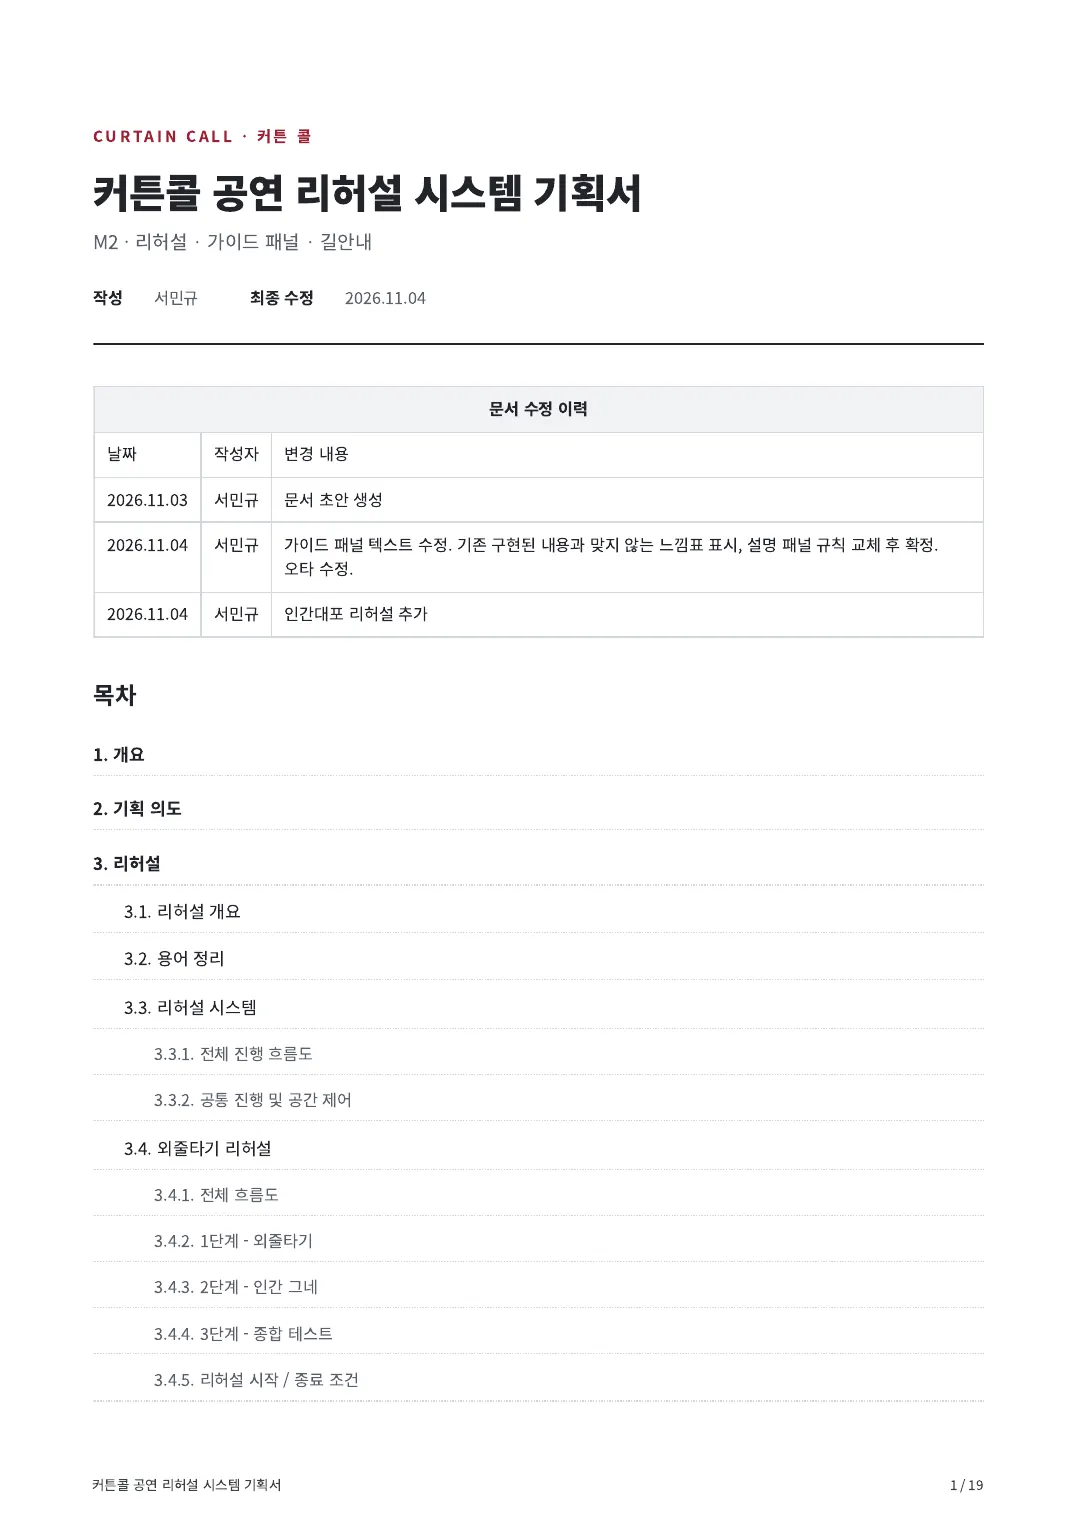 CURTAIN CALL · 커튼 콜
커튼콜 공연 리허설 시스템 기획서
M2 · 리허설 · 가이드 패널 · 길안내
작성 서민규 최종 수정 2026.11.04
문서 수정 이력
날짜 작성자 변경 내용
2026.11.03 서민규 문서 초안 생성
2026.11.04 서민규 가이드 패널 텍스트 수정. 기존 구현된 내용과 맞지 않는 느낌표 표시, 설명 패널 규칙 교체 후 확정.
오타 수정.
2026.11.04 서민규 인간대포 리허설 추가
목차
1. 개요
2. 기획 의도
3. 리허설
3.1. 리허설 개요
3.2. 용어 정리
3.3. 리허설 시스템
3.3.1. 전체 진행 흐름도
3.3.2. 공통 진행 및 공간 제어
3.4. 외줄타기 리허설
3.4.1. 전체 흐름도
3.4.2. 1단계 - 외줄타기
3.4.3. 2단계 - 인간 그네
3.4.4. 3단계 - 종합 테스트
3.4.5. 리허설 시작 / 종료 조건
커튼콜 공연 리허설 시스템 기획서 1 / 19